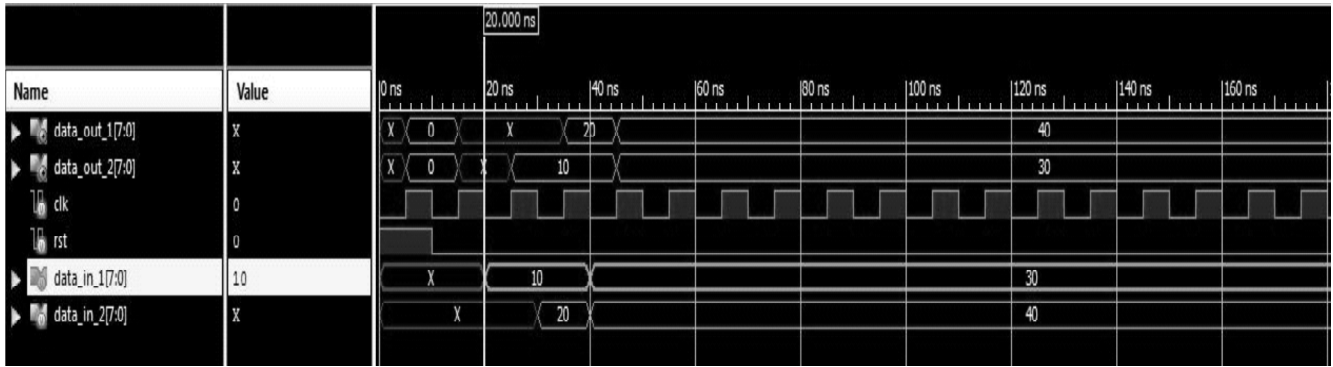 20.000 ns
Name Value 0 ns 20 ns 40 ns 60 ns 80 ns 100 ns 120 ns 140 ns 160 ns
data_out_1[7:0] X X 0 X 20 40
data_out_2[7:0] X X 0 X 10 30
clk 0
rst 0
data_in_1[7:0] 10 X 10 30
data_in_2[7:0] X X 20 40